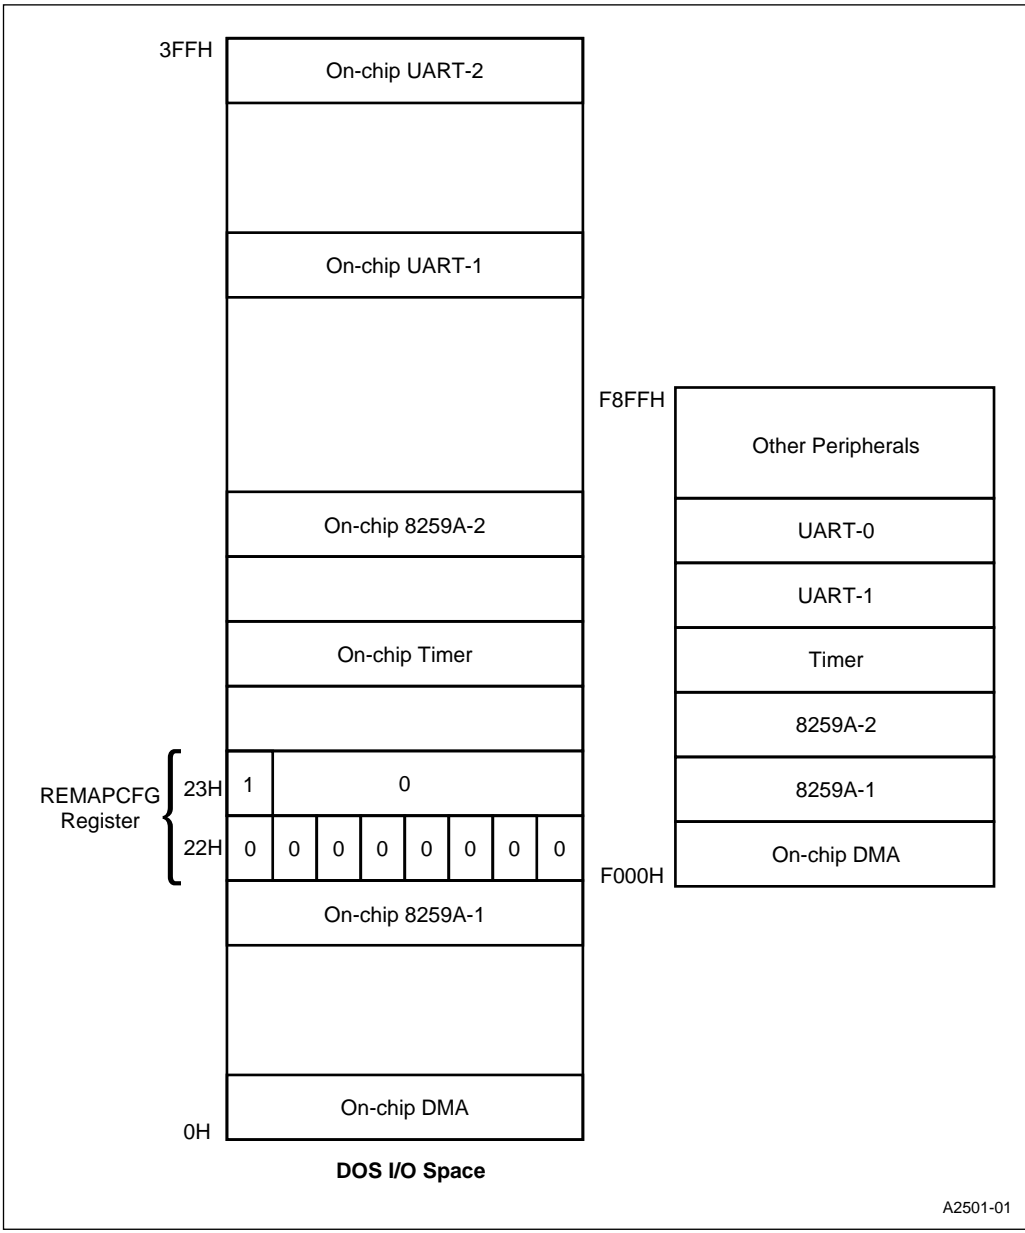 3FFH
On-chip UART-2
On-chip UART-1
On-chip 8259A-2
On-chip Timer
REMAPCFG
Register
23H
1
0
22H
0 0 0 0 0 0 0 0
On-chip 8259A-1
On-chip DMA
0H
DOS I/O Space
F8FFH
Other Peripherals
UART-0
UART-1
Timer
8259A-2
8259A-1
On-chip DMA
F000H
A2501-01